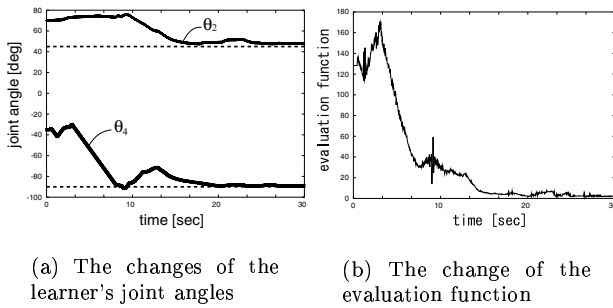 80
60
40
20
0
-20
-40
-60
-80
-100
joint angle [deg]
θ2
θ4
0
10
20
30
time [sec]
180
160
140
120
100
80
60
40
20
0
evaluation function
0
10
20
30
time [sec]
(a) The changes of the
learner's joint angles
(b) The change of the
evaluation function